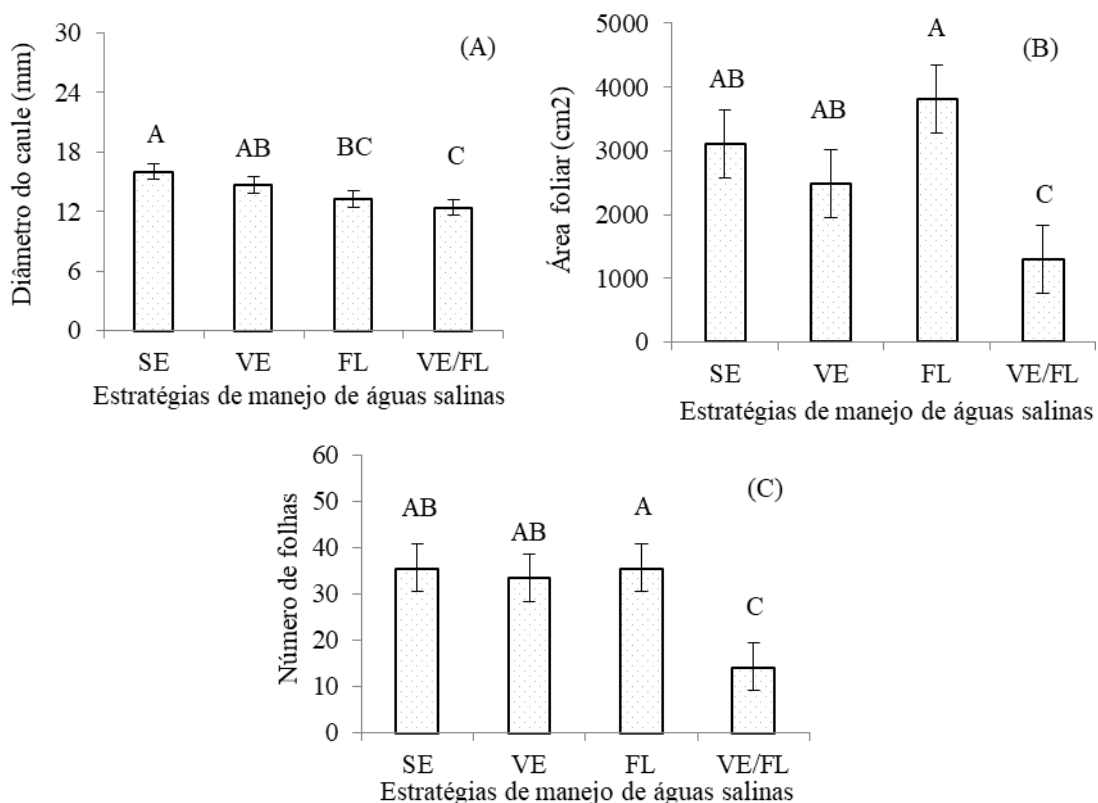 (A)
Diâmetro do caule (mm)
30
24
18
12
6
0
A
AB
BC
C
SE VE FL VE/FL
Estratégias de manejo de águas salinas
(B)
Área foliar (cm2)
5000
4000
3000
2000
1000
0
AB
AB
A
C
SE VE FL VE/FL
Estratégias de manejo de águas salinas
(C)
Número de folhas
60
50
40
30
20
10
0
AB
AB
A
C
SE VE FL VE/FL
Estratégias de manejo de águas salinas